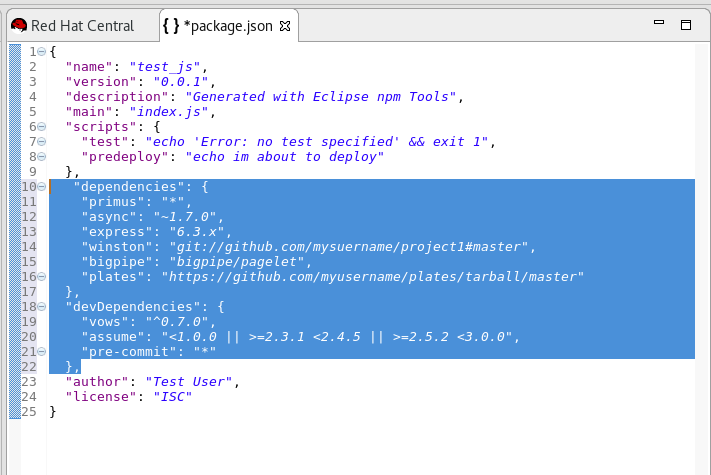 Red Hat Central
{ } *package.json
1 {
2   "name": "test_js",
3   "version": "0.0.1",
4   "description": "Generated with Eclipse npm Tools",
5   "main": "index.js",
6   "scripts": {
7     "test": "echo 'Error: no test specified' && exit 1",
8     "predeploy": "echo im about to deploy"
9   },
10    "dependencies": {
11     "primus": "*",
12     "async": "~1.7.0",
13     "express": "6.3.x",
14     "winston": "git://github.com/mysuername/project1#master",
15     "bigpipe": "bigpipe/pagelet",
16     "plates": "https://github.com/myusername/plates/tarball/master"
17   },
18   "devDependencies": {
19     "vows": "^0.7.0",
20     "assume": "<1.0.0 || >=2.3.1 <2.4.5 || >=2.5.2 <3.0.0",
21     "pre-commit": "*"
22   },
23   "author": "Test User",
24   "license": "ISC"
25 }